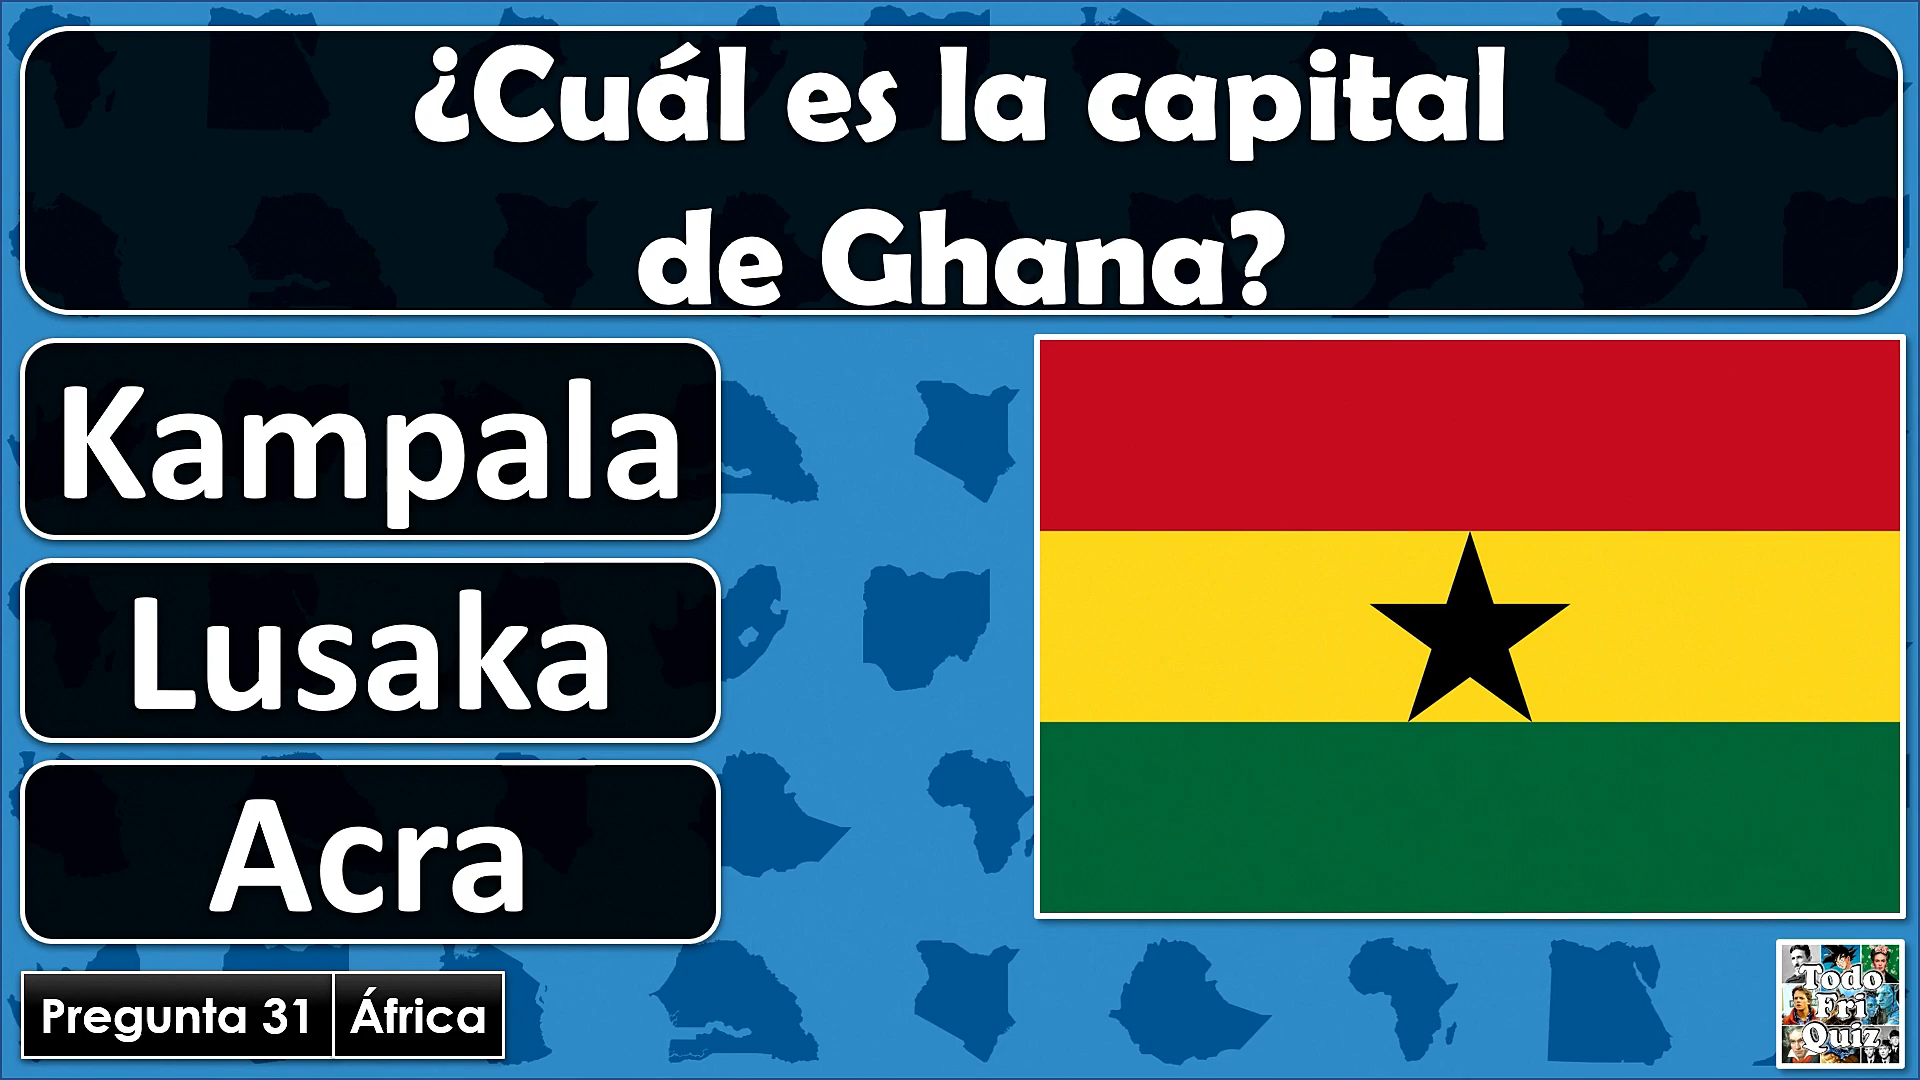 ¿Cuál es la capital
de Ghana?
Kampala
Lusaka
Acra
Pregunta 31
África
Todo
Fri
Quiz